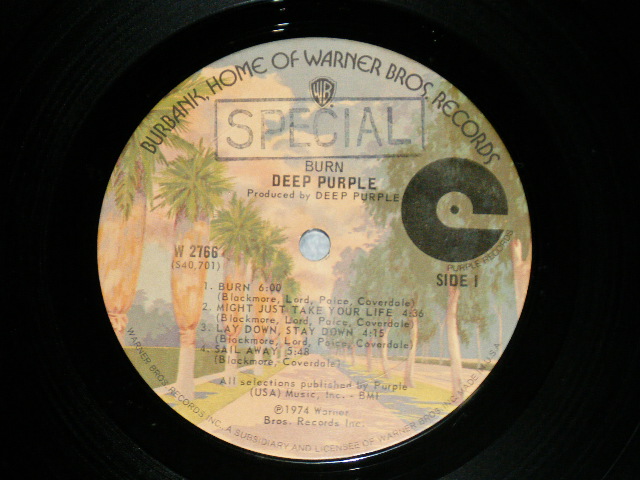 BURBANK, HOME OF WARNER BROS. RECORDS
WB
SPECIAL
BURN
DEEP PURPLE
Produced by DEEP PURPLE
W 2766
(S40,701)
PURPLE RECORDS
SIDE 1
1. BURN 6:00
(Blackmore, Lord, Paice, Coverdale)
2. MIGHT JUST TAKE YOUR LIFE 4:36
(Blackmore, Lord, Paice, Coverdale)
3. LAY DOWN, STAY DOWN 4:15
(Blackmore, Lord, Paice, Coverdale)
4. SAIL AWAY 5:48
(Blackmore, Coverdale)
All selections published by Purple
(USA) Music, Inc. - BMI
℗1974 Warner
Bros. Records Inc.
WARNER BROS. RECORDS INC., A SUBSIDIARY AND LICENSEE OF WARNER BROS. INC. MADE IN U.S.A.